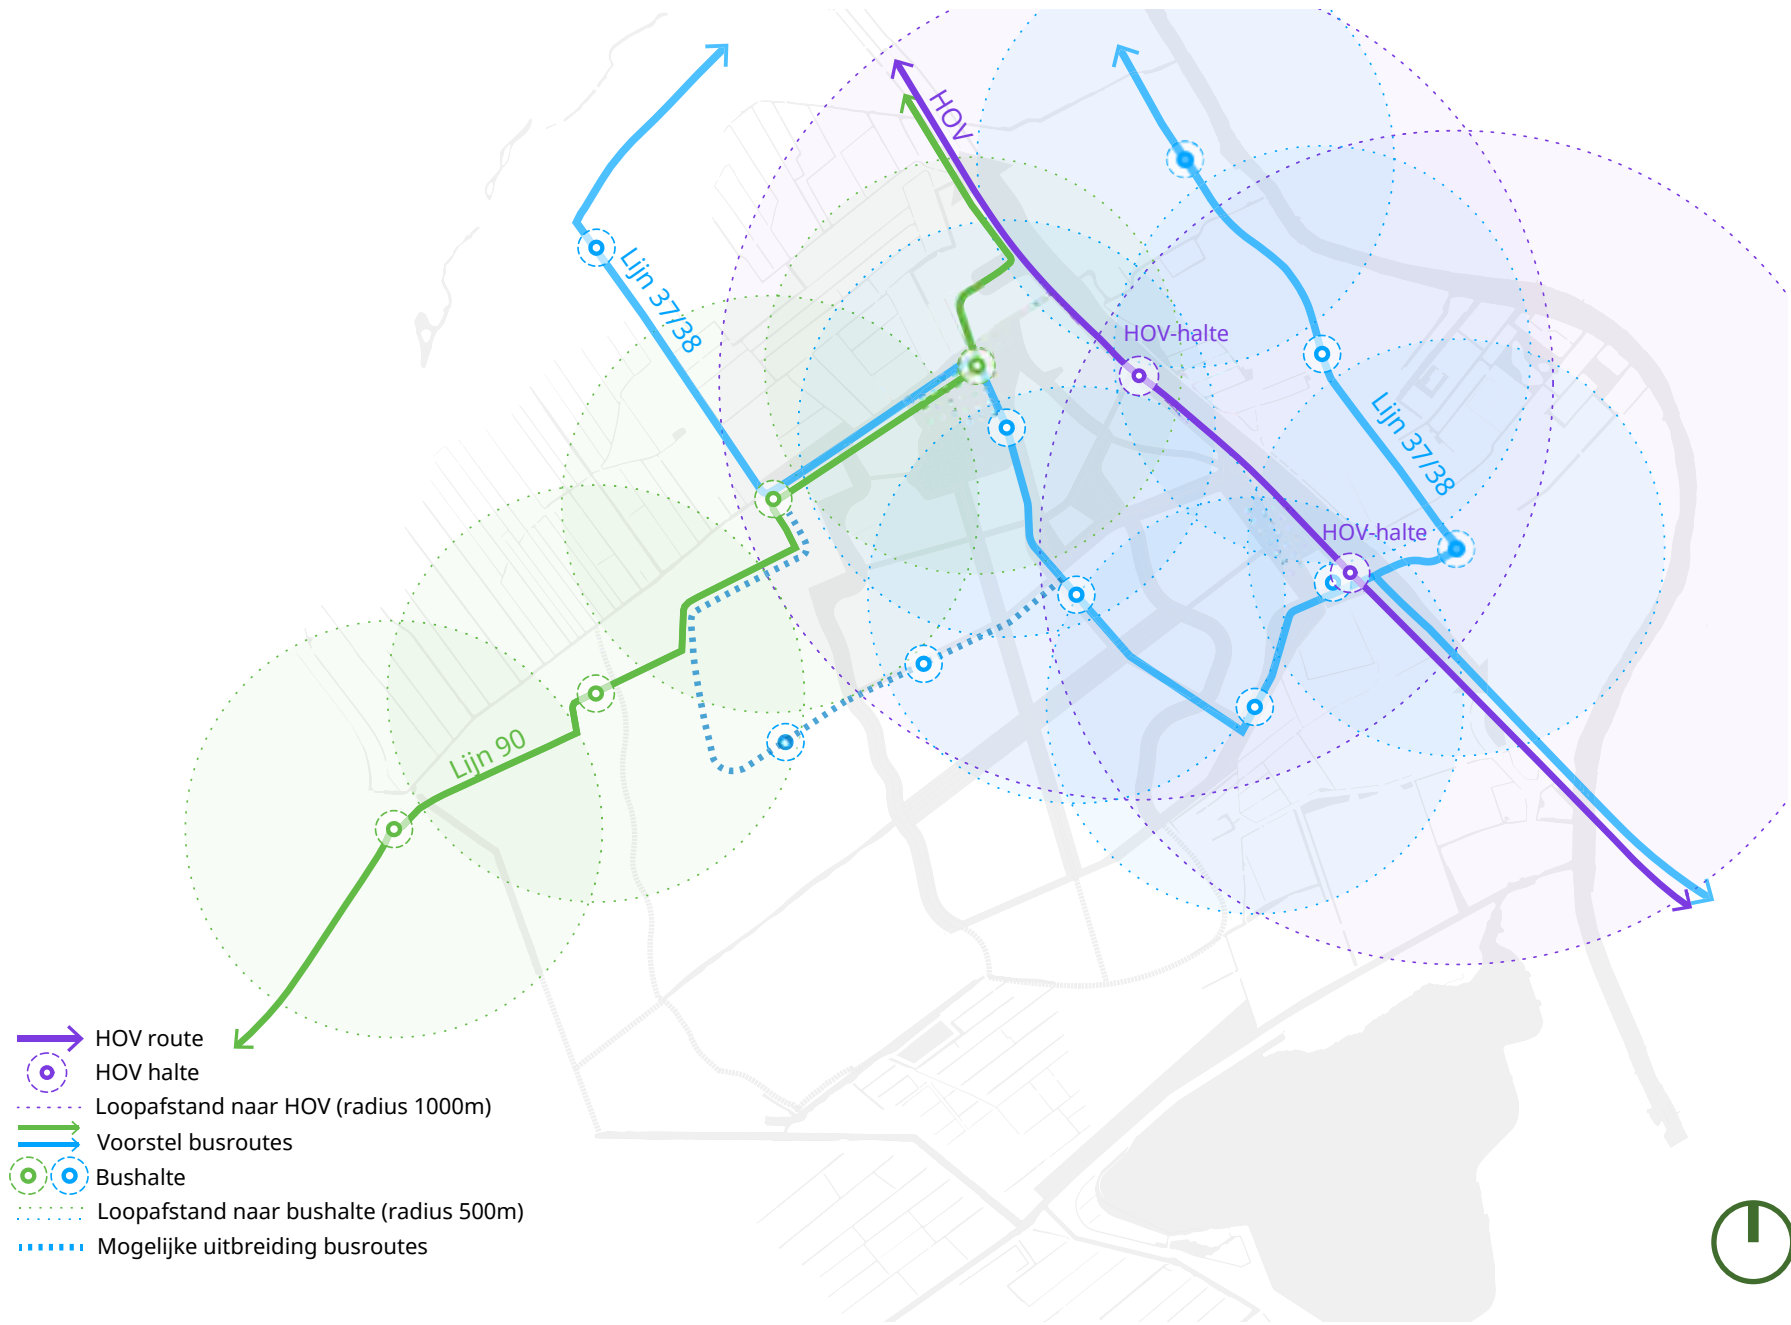 HOV
Lijn 37/38
HOV-halte
Lijn 37/38
HOV-halte
Lijn 90
HOV route
HOV halte
Loopafstand naar HOV (radius 1000m)
Voorstel busroutes
Bushalte
Loopafstand naar bushalte (radius 500m)
Mogelijke uitbreiding busroutes